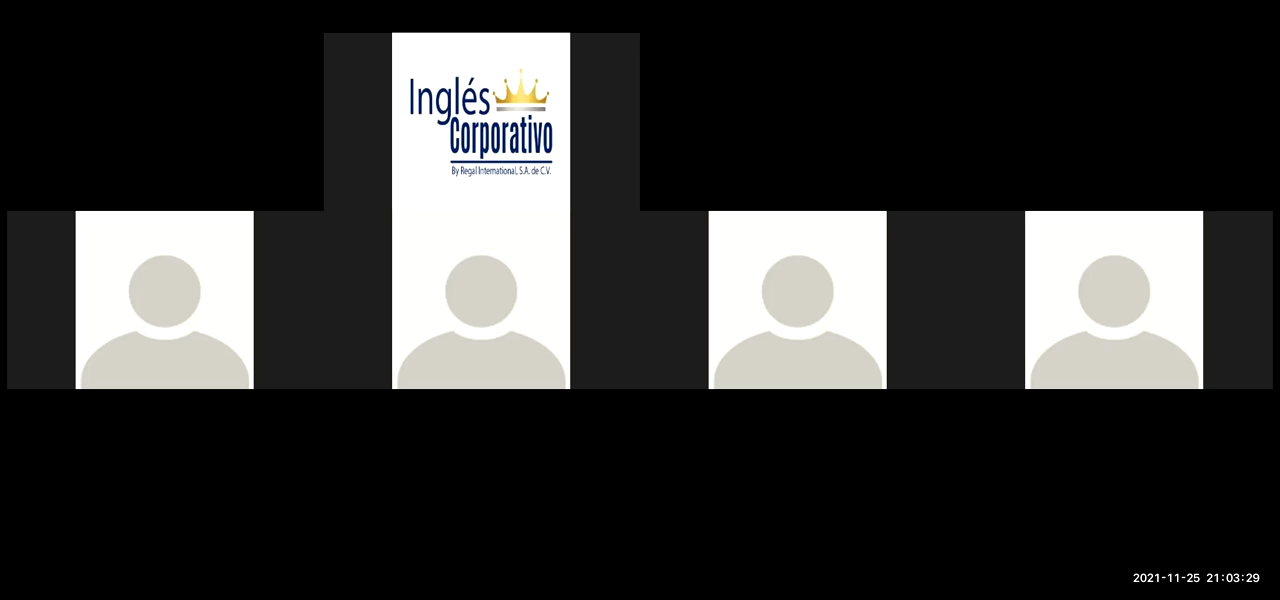 Inglés
Corporativo
By Regal International, S.A. de C.V.
2021-11-25 21:03:29